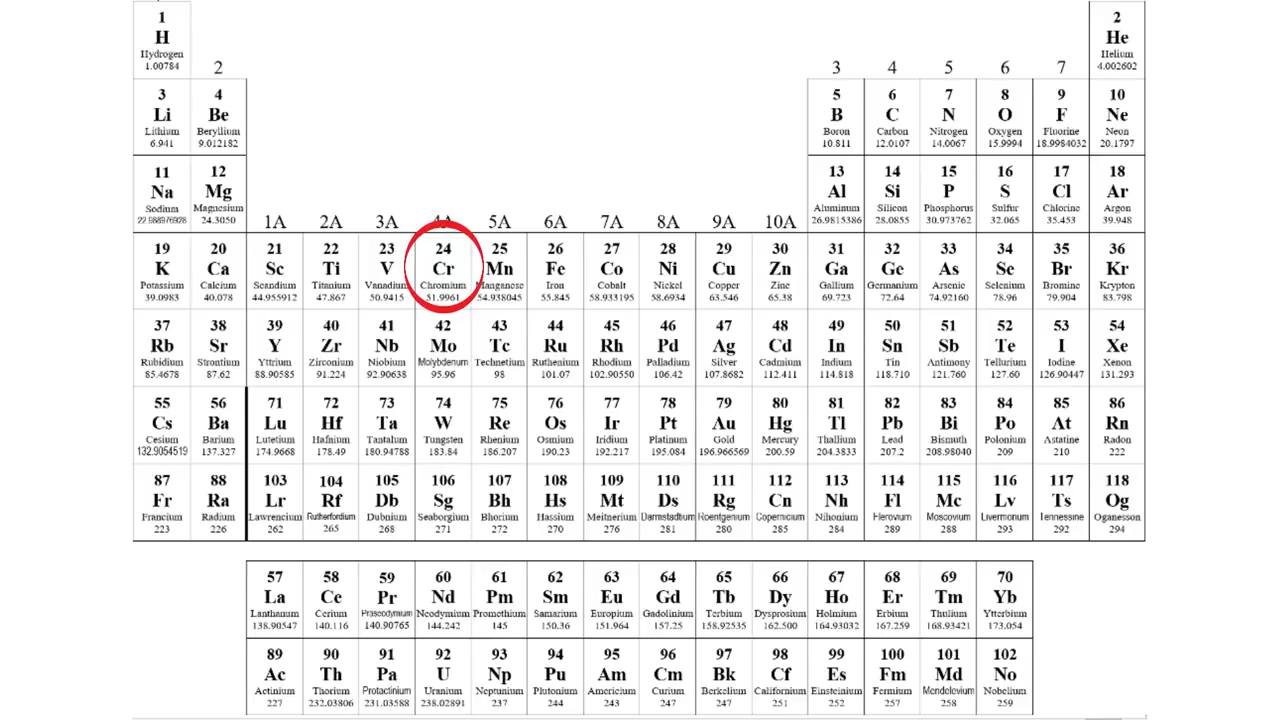 1 2
H He
Hydrogen Helium
1.00784 2 3 4 5 6 7 4.002602
3 4 5 6 7 8 9 10
Li Be B C N O F Ne
Lithium Beryllium Boron Carbon Nitrogen Oxygen Fluorine Neon
6.941 9.012182 10.811 12.0107 14.0067 15.9994 18.9984032 20.1797
11 12 13 14 15 16 17 18
Na Mg Al Si P S Cl Ar
Sodium Magnesium Aluminum Silicon Phosphorus Sulfur Chlorine Argon
22.988976928 24.3050 26.9815386 28.0855 30.973762 32.065 35.453 39.948
1A 2A 3A 4A 5A 6A 7A 8A 9A 10A
19 20 21 22 23 24 25 26 27 28 29 30 31 32 33 34 35 36
K Ca Sc Ti V Cr Mn Fe Co Ni Cu Zn Ga Ge As Se Br Kr
Potassium Calcium Scandium Titanium Vanadium Chromium Manganese Iron Cobalt Nickel Copper Zinc Gallium Germanium Arsenic Selenium Bromine Krypton
39.0983 40.078 44.955912 47.867 50.9415 51.9961 54.938045 55.845 58.933195 58.6934 63.546 65.38 69.723 72.64 74.92160 78.96 79.904 83.798
37 38 39 40 41 42 43 44 45 46 47 48 49 50 51 52 53 54
Rb Sr Y Zr Nb Mo Tc Ru Rh Pd Ag Cd In Sn Sb Te I Xe
Rubidium Strontium Yttrium Zirconium Niobium Molybdenum Technetium Ruthenium Rhodium Palladium Silver Cadmium Indium Tin Antimony Tellurium Iodine Xenon
85.4678 87.62 88.90585 91.224 92.90638 95.96 98 101.07 102.90550 106.42 107.8682 112.411 114.818 118.710 121.760 127.60 126.90447 131.293
55 56 71 72 73 74 75 76 77 78 79 80 81 82 83 84 85 86
Cs Ba Lu Hf Ta W Re Os Ir Pt Au Hg Tl Pb Bi Po At Rn
Cesium Barium Lutetium Hafnium Tantalum Tungsten Rhenium Osmium Iridium Platinum Gold Mercury Thallium Lead Bismuth Polonium Astatine Radon
132.9054519 137.327 174.9668 178.49 180.94788 183.84 186.207 190.23 192.217 195.084 196.966569 200.59 204.3833 207.2 208.98040 209 210 222
87 88 103 104 105 106 107 108 109 110 111 112 113 114 115 116 117 118
Fr Ra Lr Rf Db Sg Bh Hs Mt Ds Rg Cn Nh Fl Mc Lv Ts Og
Francium Radium Lawrencium Rutherfordium Dubnium Seaborgium Bhorium Hassium Meitnerium Darmstadtium Roentgenium Copernicium Nihonium Flerovium Moscovium Livermorium Tennessine Oganesson
223 226 262 265 268 271 272 270 276 281 280 285 284 289 288 293 292 294
57 58 59 60 61 62 63 64 65 66 67 68 69 70
La Ce Pr Nd Pm Sm Eu Gd Tb Dy Ho Er Tm Yb
Lanthanum Cerium Praseodymium Neodymium Promethium Samarium Europium Gadolinium Terbium Dysprosium Holmium Erbium Thulium Ytterbium
138.90547 140.116 140.90765 144.242 145 150.36 151.964 157.25 158.92535 162.500 164.93032 167.259 168.93421 173.054
89 90 91 92 93 94 95 96 97 98 99 100 101 102
Ac Th Pa U Np Pu Am Cm Bk Cf Es Fm Md No
Actinium Thorium Protactinium Uranium Neptunium Plutonium Americium Curium Berkelium Californium Einsteinium Fermium Mendelevium Nobelium
227 232.03806 231.03588 238.02891 237 244 243 247 247 251 252 257 258 259